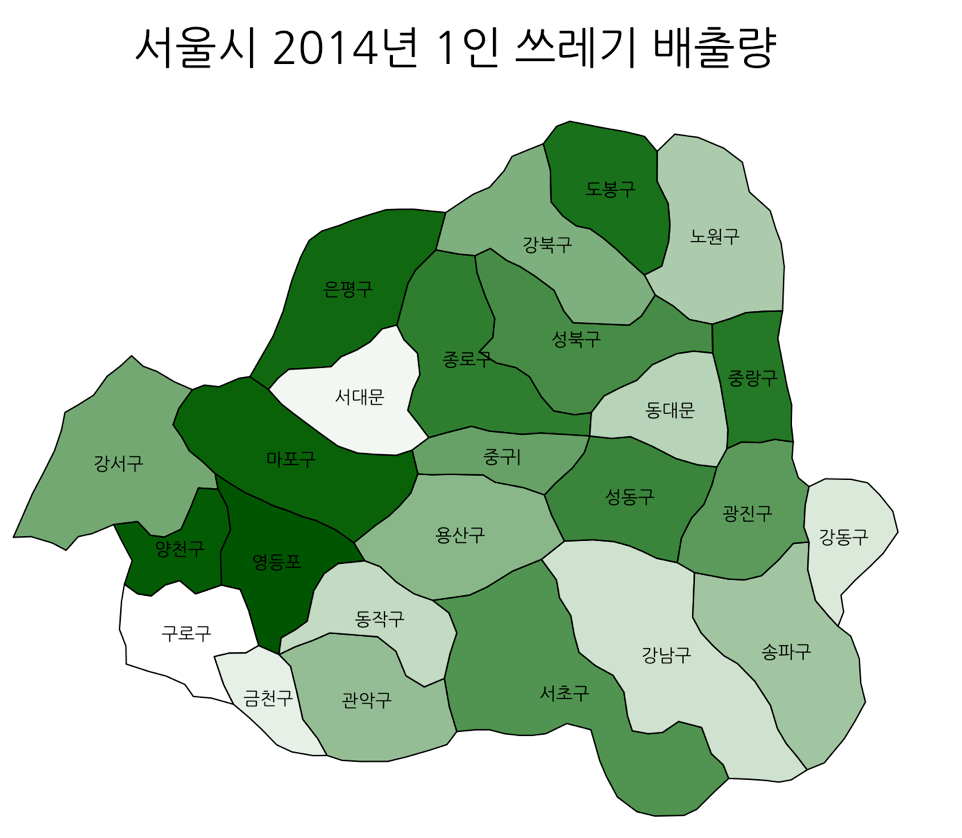 서울시 2014년 1인 쓰레기 배출량
도봉구
노원구
강북구
은평구
성북구
종로구
중랑구
서대문
동대문
중구|
마포구
강서구
성동구
광진구
용산구
강동구
양천구
영등포
동작구
구로구
강남구
송파구
서초구
금천구
관악구